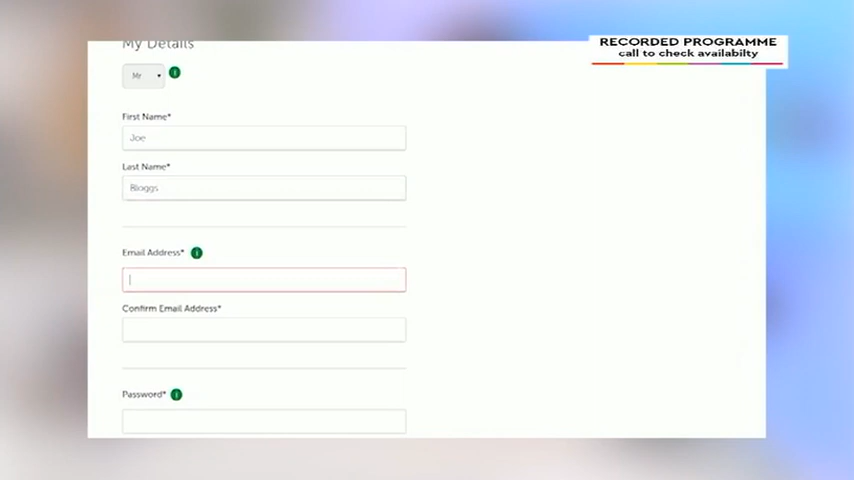 RECORDED PROGRAMME
call to check availabilty
My Details
Mr
First Name*
Joe
Last Name*
Bloggs
Email Address*
Confirm Email Address*
Password*